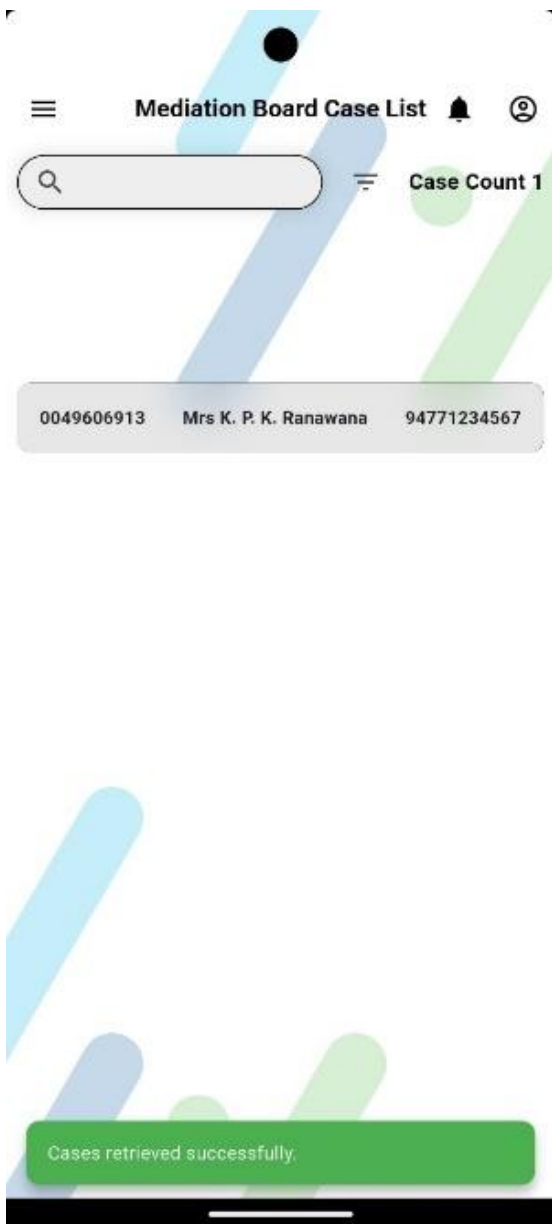 Mediation Board Case List
Case Count 1
0049606913 Mrs K. P. K. Ranawana 94771234567
Cases retrieved successfully.